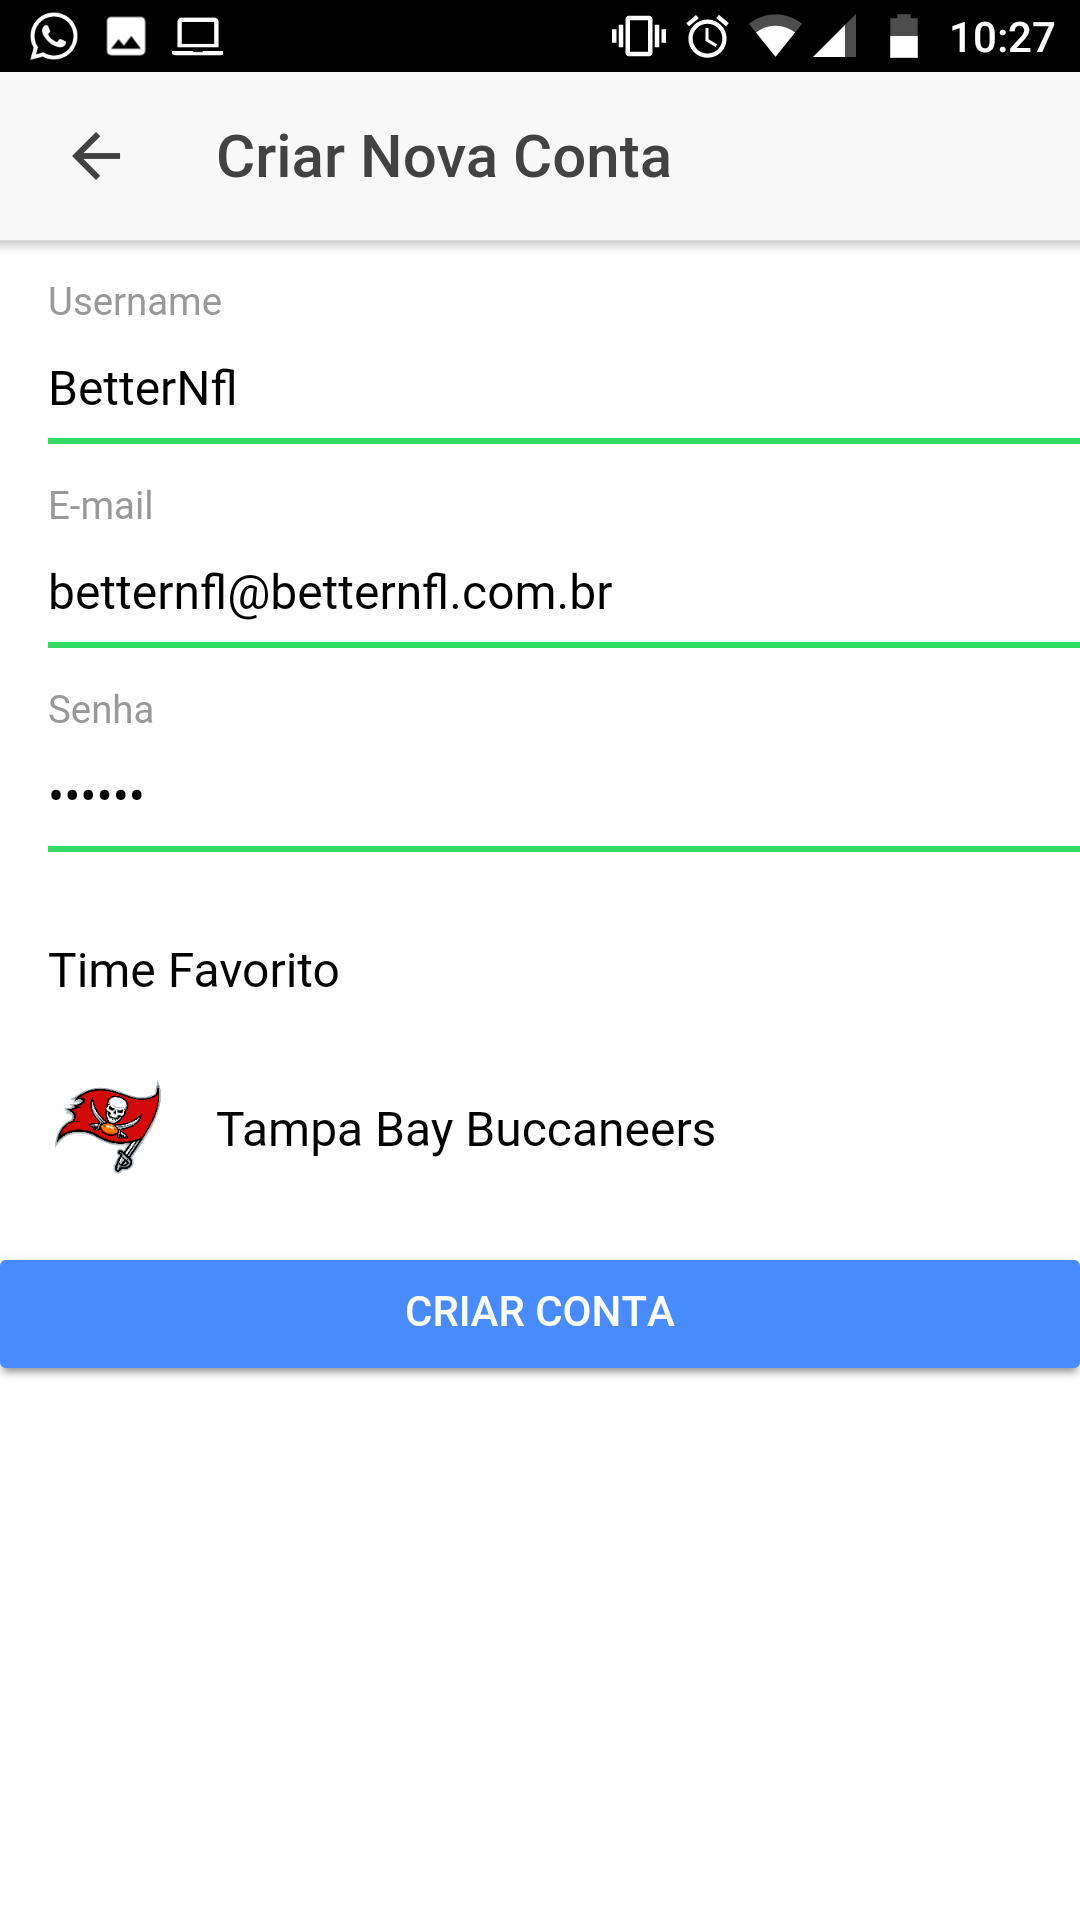 10:27
Criar Nova Conta
Username
BetterNfl
E-mail
betternfl@betternfl.com.br
Senha
••••••
Time Favorito
Tampa Bay Buccaneers
CRIAR CONTA